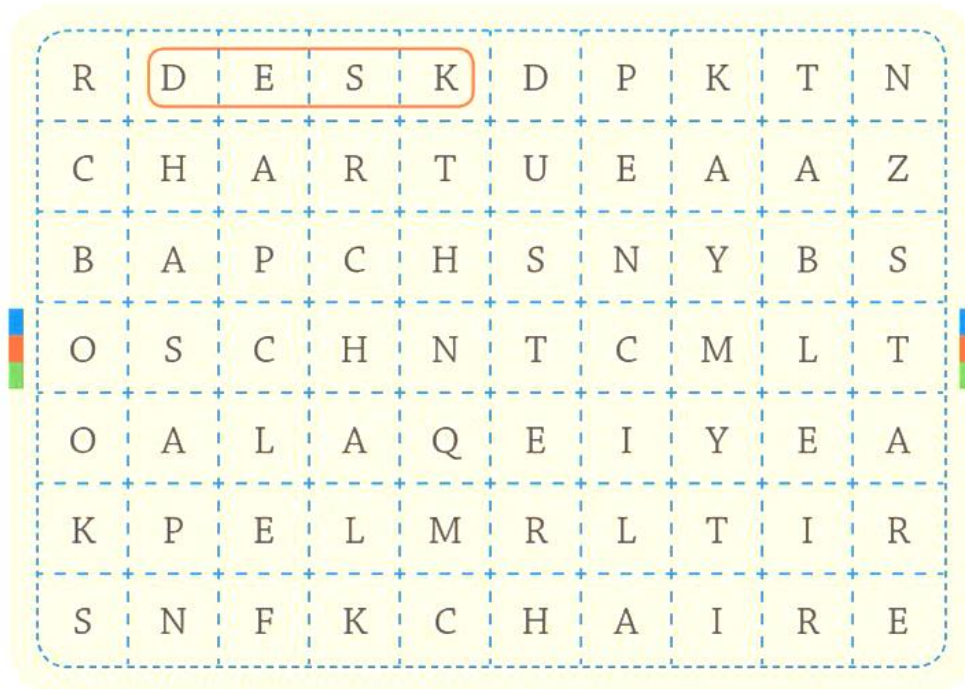 R D E S K D P K T N
C H A R T U E A A Z
B A P C H S N Y B S
O S C H N T C M L T
O A L A Q E I Y E A
K P E L M R L T I R
S N F K C H A I R E